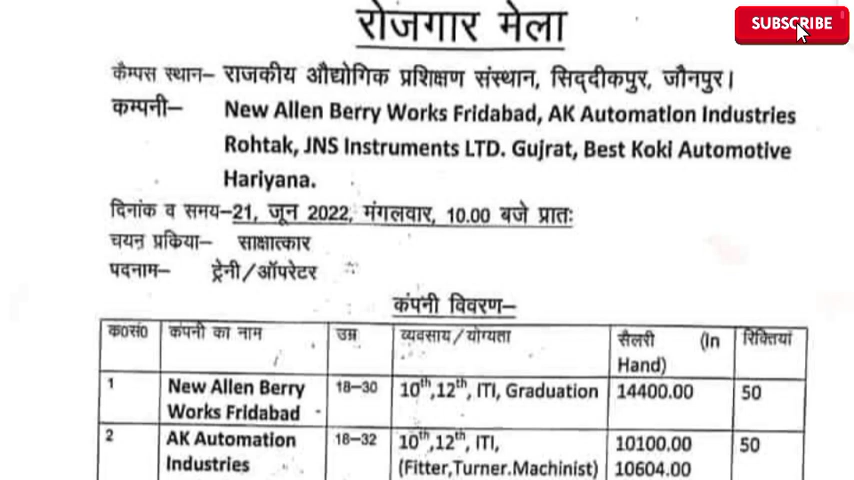 रोजगार मेला
SUBSCRIBE
कैम्पस स्थान– राजकीय औद्योगिक प्रशिक्षण संस्थान, सिद्दीकपुर, जौनपुर।
कम्पनी– New Allen Berry Works Fridabad, AK Automation Industries
Rohtak, JNS Instruments LTD. Gujrat, Best Koki Automotive
Hariyana.
दिनांक व समय–21, जून 2022, मंगलवार, 10.00 बजे प्रातः
चयन प्रकिया– साक्षात्कार
पदनाम– ट्रेनी/ऑपरेटर
कंपनी विवरण–
क0सं0 कंपनी का नाम उम्र व्यवसाय/योग्यता सैलरी (In Hand) रिक्तियां
1 New Allen Berry Works Fridabad 18–30 10th,12th, ITI, Graduation 14400.00 50
2 AK Automation Industries 18–32 10th,12th, ITI, (Fitter,Turner.Machinist) 10100.00 10604.00 50